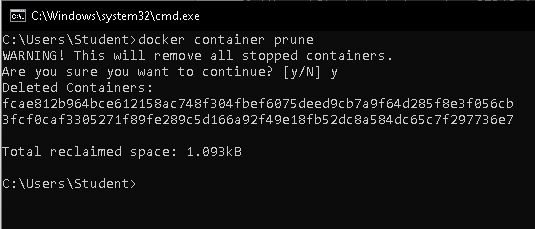 C:\Windows\system32\cmd.exe
C:\Users\Student>docker container prune
WARNING! This will remove all stopped containers.
Are you sure you want to continue? [y/N] y
Deleted Containers:
fcae812b964bce612158ac748f304fbef6075deed9cb7a9f64d285f8e3f056cb
3fcf0caf3305271f89fe289c5d166a92f49e18fb52dc8a584dc65c7f297736e7
Total reclaimed space: 1.093kB
C:\Users\Student>